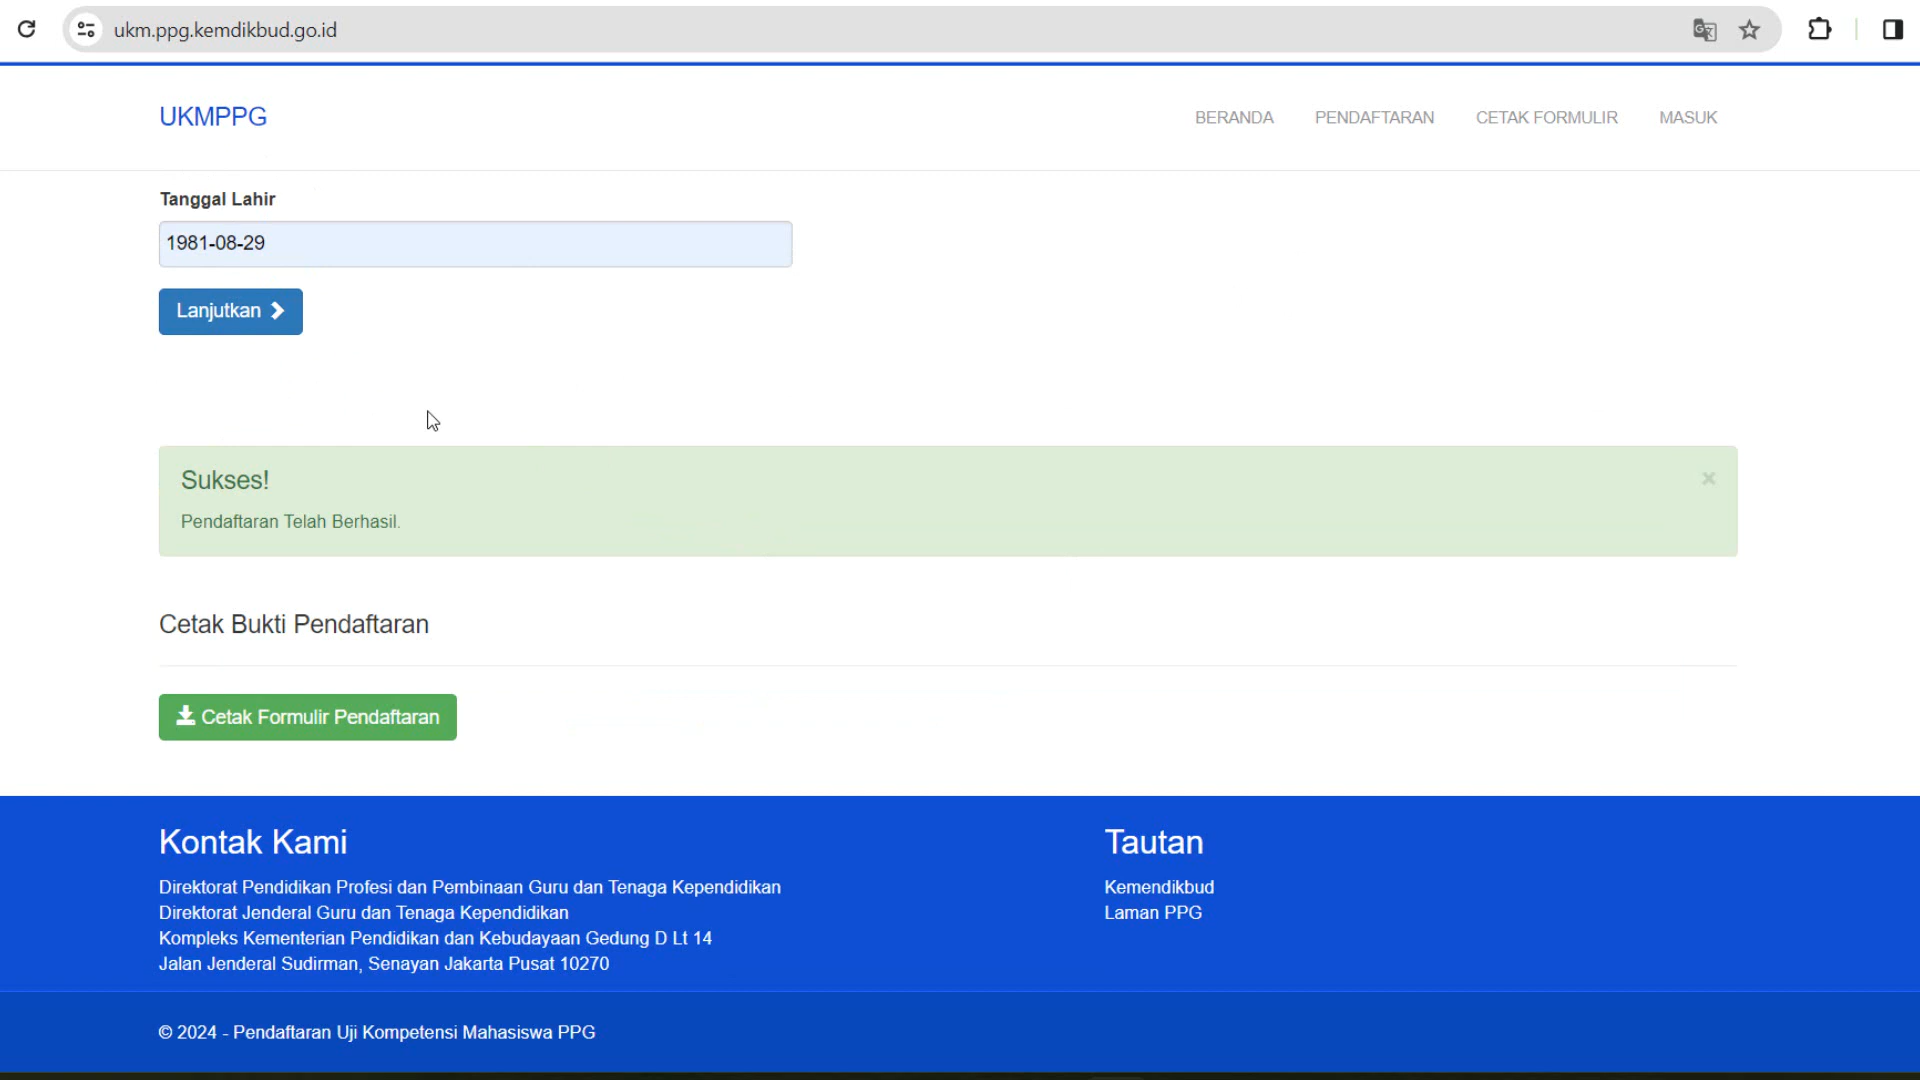 ukm.ppg.kemdikbud.go.id
UKMPPG
BERANDA
PENDAFTARAN
CETAK FORMULIR
MASUK
Tanggal Lahir
1981-08-29
Lanjutkan
Sukses!
×
Pendaftaran Telah Berhasil.
Cetak Bukti Pendaftaran
Cetak Formulir Pendaftaran
Kontak Kami
Direktorat Pendidikan Profesi dan Pembinaan Guru dan Tenaga Kependidikan
Direktorat Jenderal Guru dan Tenaga Kependidikan
Kompleks Kementerian Pendidikan dan Kebudayaan Gedung D Lt 14
Jalan Jenderal Sudirman, Senayan Jakarta Pusat 10270
Tautan
Kemendikbud
Laman PPG
© 2024 - Pendaftaran Uji Kompetensi Mahasiswa PPG